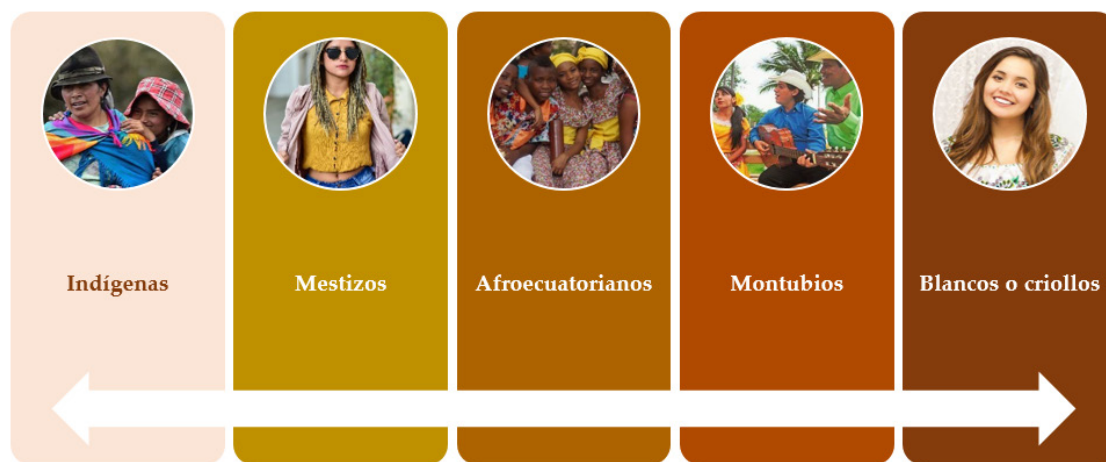 Indígenas
Mestizos
Afroecuatorianos
Montubios
Blancos o criollos